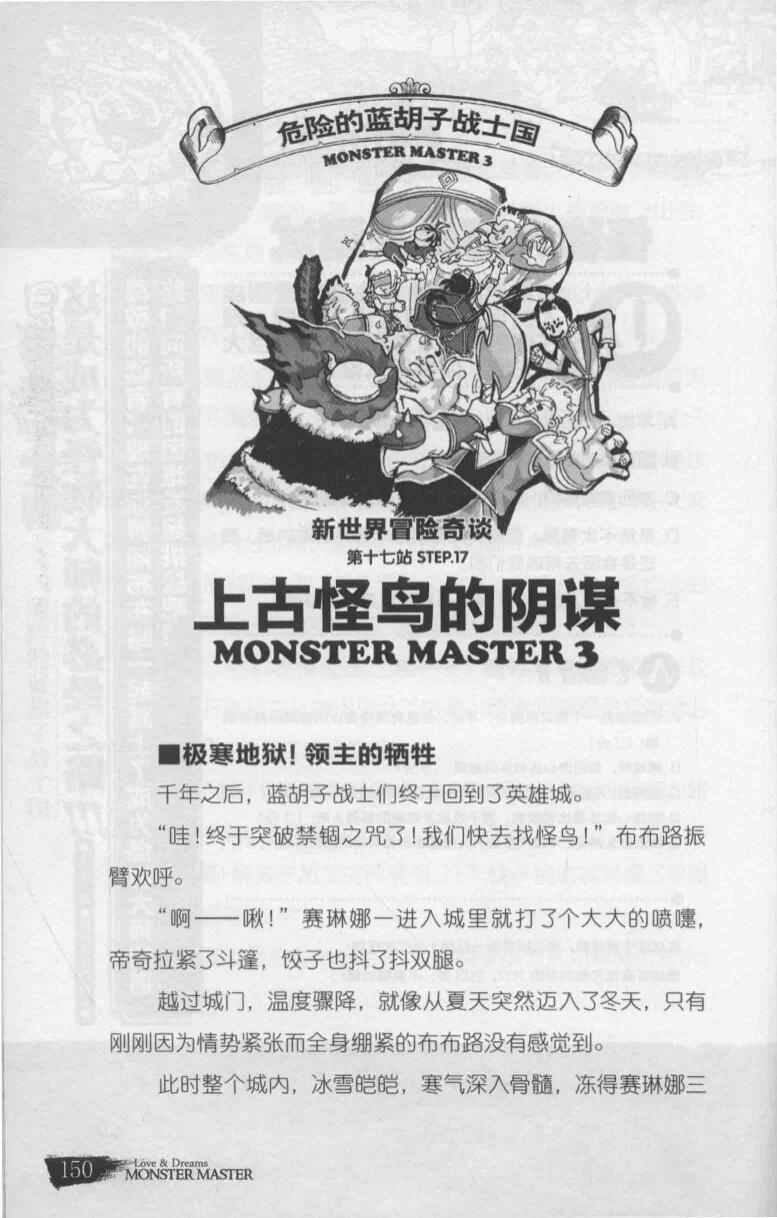 危险的蓝胡子战士国
MONSTER MASTER 3
新世界冒险奇谈
第十七站 STEP.17
上古怪鸟的阴谋
MONSTER MASTER 3
■极寒地狱！领主的牺牲
千年之后，蓝胡子战士们终于回到了英雄城。
“哇！终于突破禁锢之咒了！我们快去找怪鸟！”布布路振
臂欢呼。
“啊——啾！”赛琳娜一进入城里就打了个大大的喷嚏，
帝奇拉紧了斗篷，饺子也抖了抖双腿。
越过城门，温度骤降，就像从夏天突然迈入了冬天，只有
刚刚因为情势紧张而全身绷紧的布布路没有感觉到。
此时整个城内，冰雪皑皑，寒气深入骨髓，冻得赛琳娜三
150
Love & Dreams
MONSTER MASTER